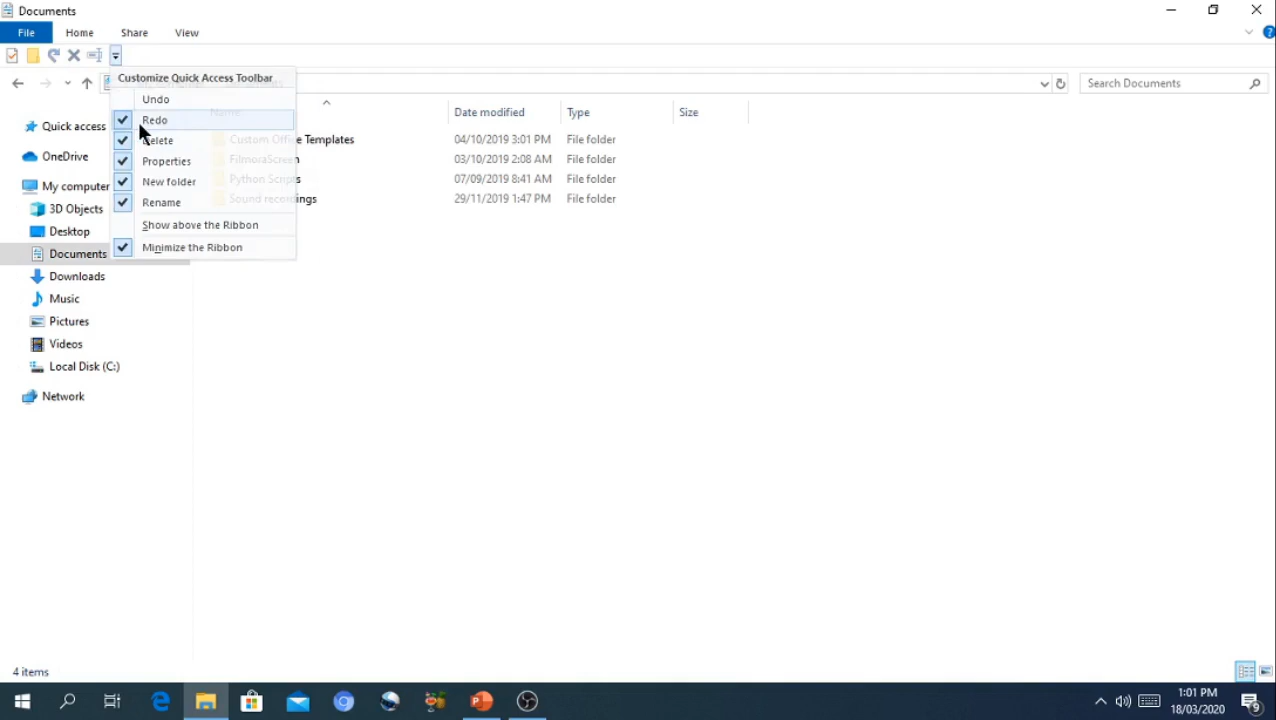 Documents
File Home Share View
Customize Quick Access Toolbar
Search Documents
Undo
Redo
Delete
Properties
New folder
Rename
Show above the Ribbon
Minimize the Ribbon
Name Date modified Type Size
Custom Office Templates 04/10/2019 3:01 PM File folder
FilmoraScreen 03/10/2019 2:08 AM File folder
Python Scripts 07/09/2019 8:41 AM File folder
Sound recordings 29/11/2019 1:47 PM File folder
Quick access
OneDrive
My computer
3D Objects
Desktop
Documents
Downloads
Music
Pictures
Videos
Local Disk (C:)
Network
4 items
1:01 PM
18/03/2020
9